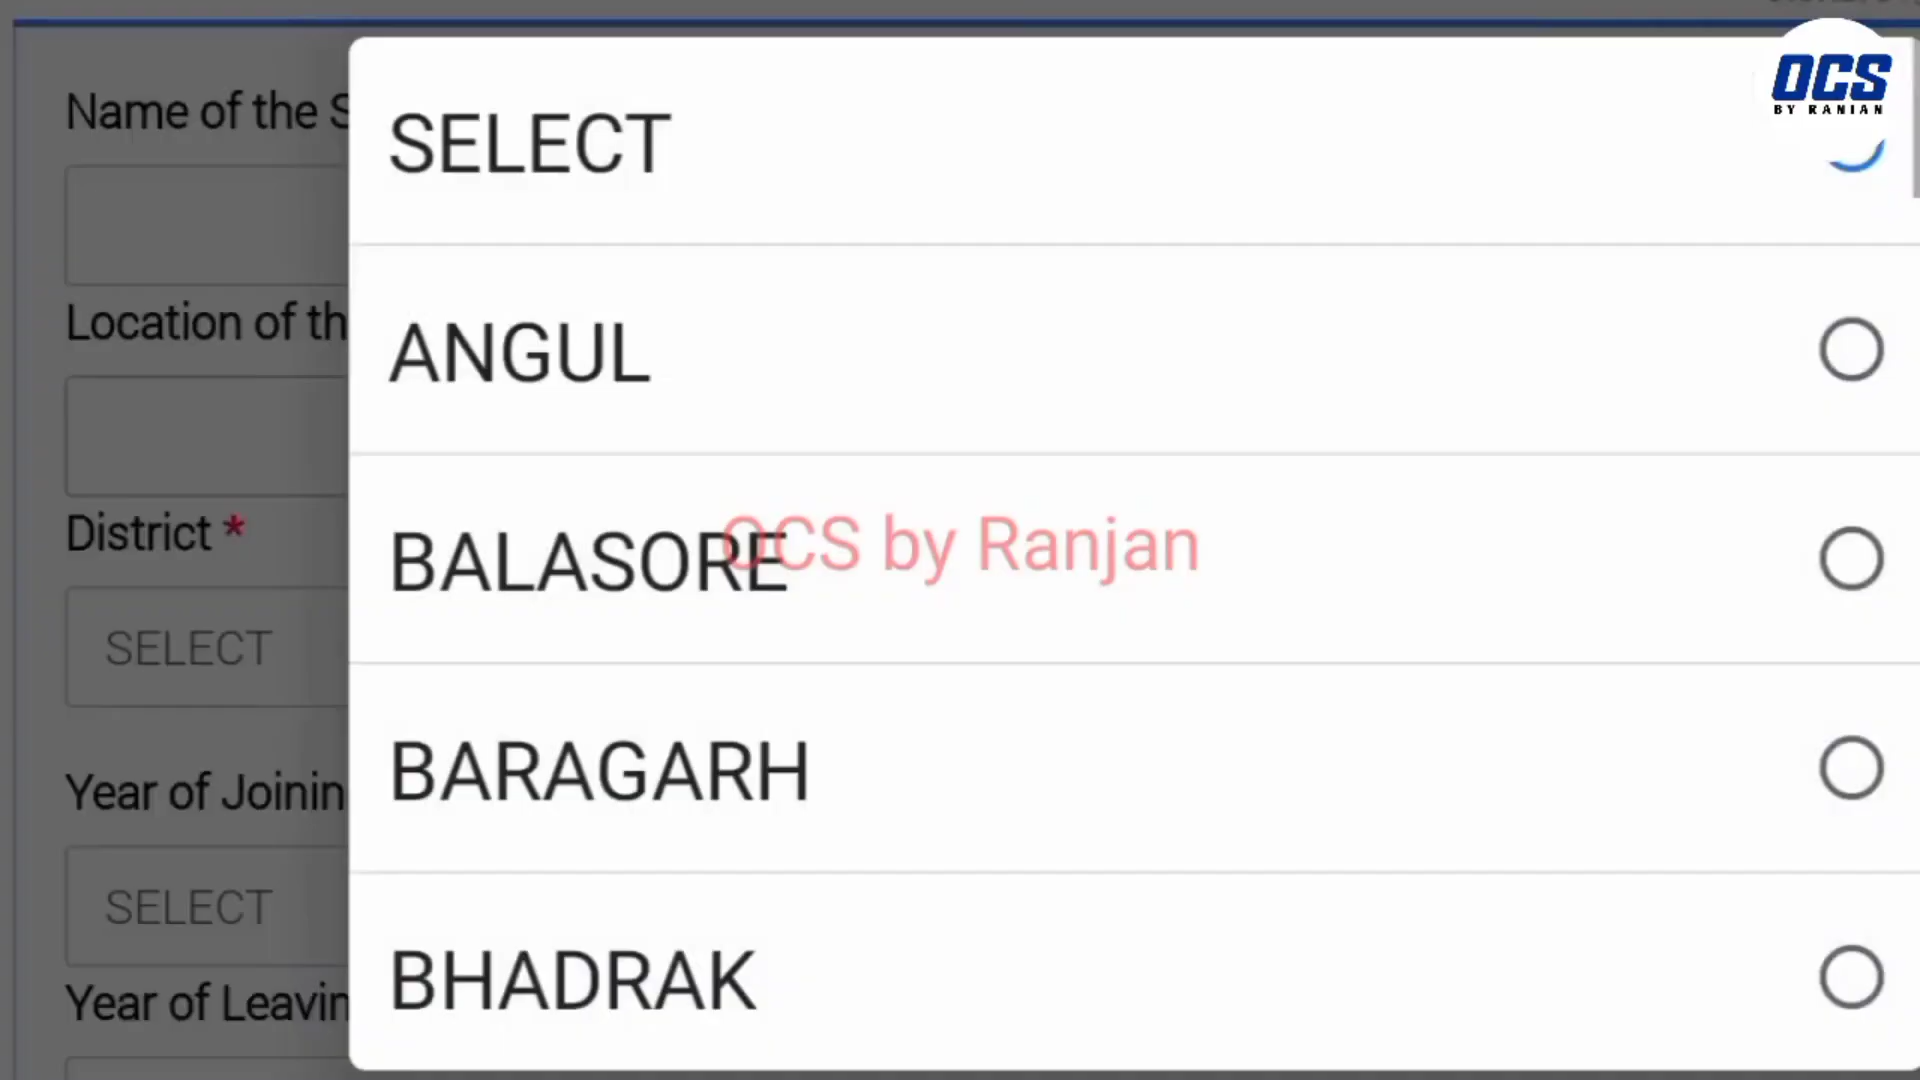 Name of the S
Location of th
District *
SELECT
Year of Joinin
SELECT
Year of Leavin
SELECT
ANGUL
BALASORE
BARAGARH
BHADRAK
OCS by Ranjan
OCS
BY RANIAN